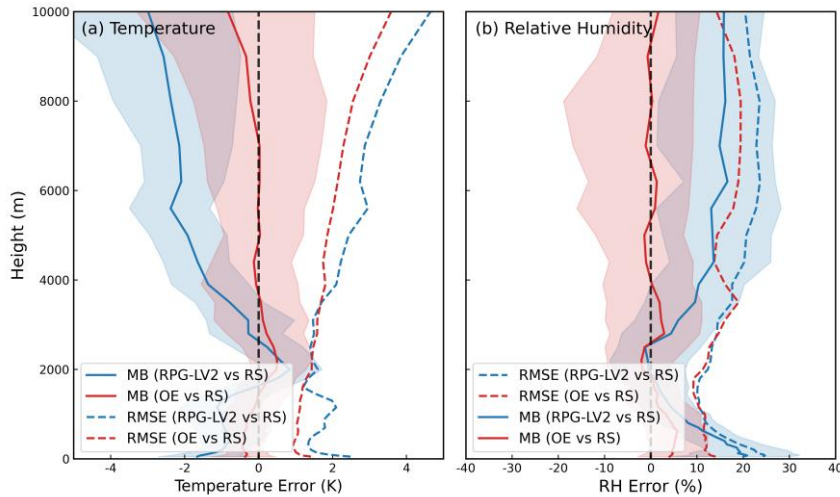 (a) Temperature
(b) Relative Humidity
10000
8000
6000
4000
2000
0
Height (m)
MB (RPG-LV2 vs RS)
MB (OE vs RS)
RMSE (RPG-LV2 vs RS)
RMSE (OE vs RS)
RMSE (RPG-LV2 vs RS)
RMSE (OE vs RS)
MB (RPG-LV2 vs RS)
MB (OE vs RS)
-4 -2 0 2 4
-40 -30 -20 -10 0 10 20 30 40
Temperature Error (K)
RH Error (%)